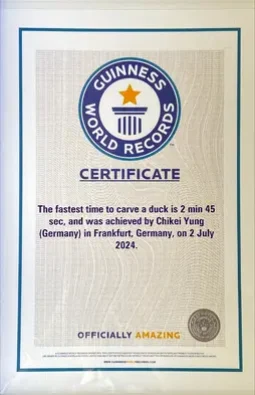 GUINNESS
WORLD RECORDS
TM
CERTIFICATE
The fastest time to carve a duck is 2 min 45
sec, and was achieved by Chikei Yung
(Germany) in Frankfurt, Germany, on 2 July
2024.
OFFICIALLY AMAZING